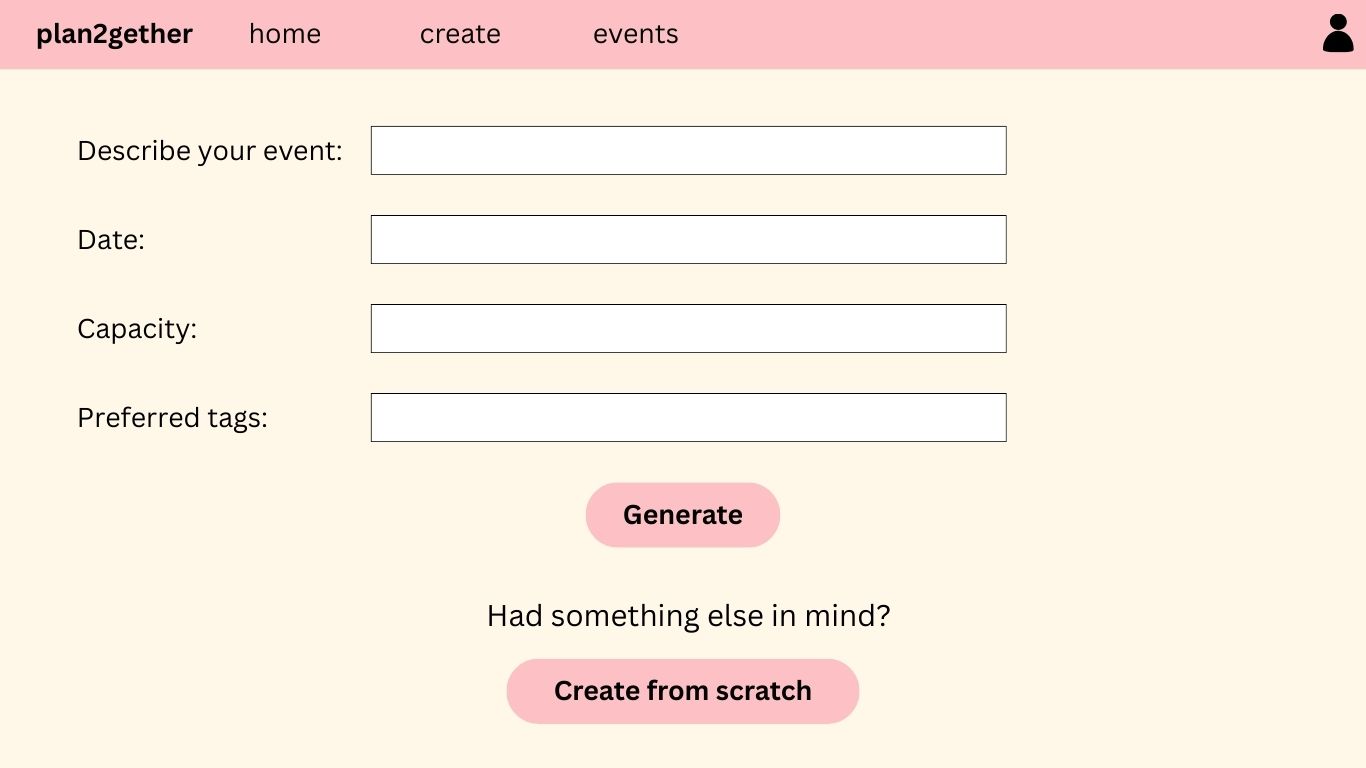 plan2gether home create events
Describe your event:
Date:
Capacity:
Preferred tags:
Generate
Had something else in mind?
Create from scratch